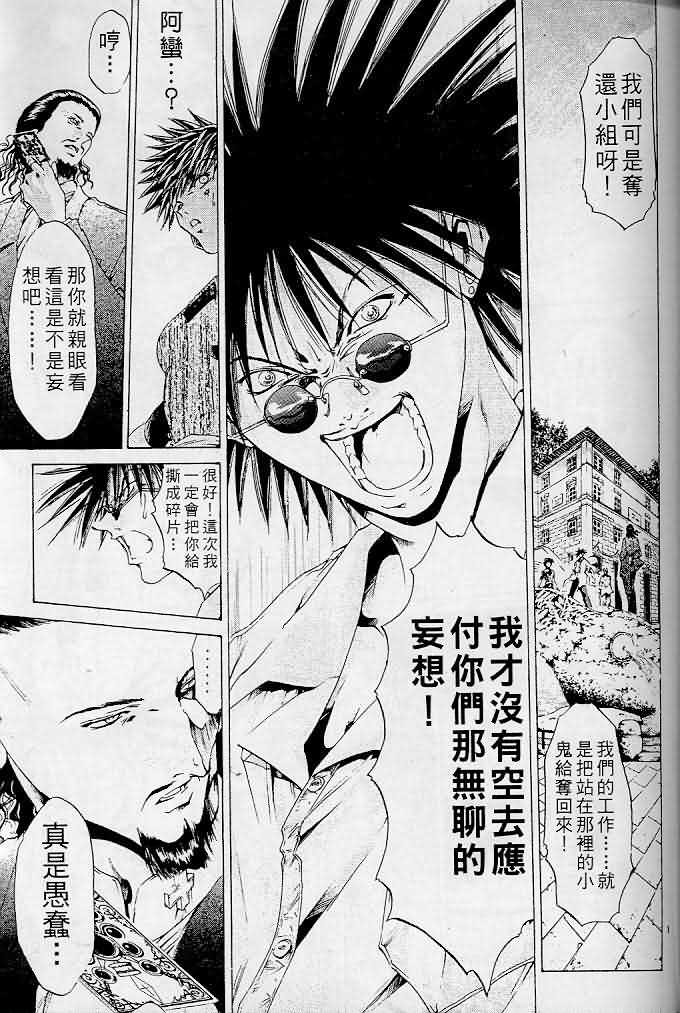 我們可是奪
還小組呀！
我們的工作……就
是把站在那裡的小
鬼給奪回來！
我才沒有空去應
付你們那無聊的
妄想！
阿蠻…？
哼…
那你就親眼看
看這是不是妄
想吧……！
很好！這次我
一定會把你給
撕成碎片…
……
真是愚蠢…
1